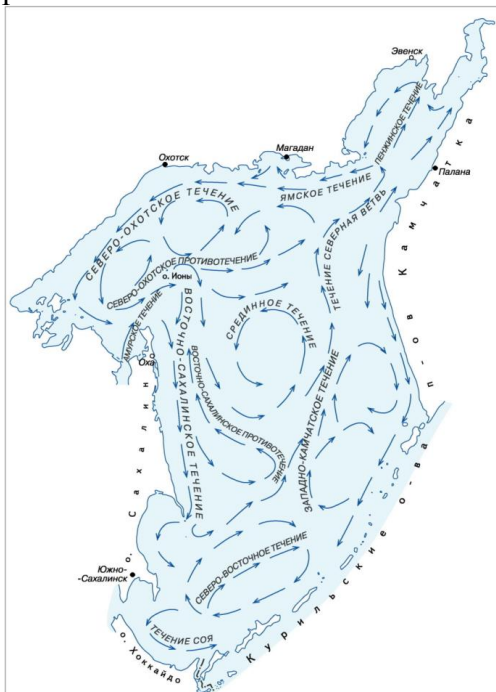 Эвенск
ПЕНЖИНСКОЕ ТЕЧЕНИЕ
Магадан
Охотск
Палана
ЯМСКОЕ ТЕЧЕНИЕ
СЕВЕРО-ОХОТСКОЕ ТЕЧЕНИЕ
п-ов Камчатка
ТЕЧЕНИЕ СЕВЕРНАЯ ВЕТВЬ
СЕВЕРО-ОХОТСКОЕ ПРОТИВОТЕЧЕНИЕ
о. Ионы
АМУРСКОЕ ТЕЧЕНИЕ
СРЕДИННОЕ ТЕЧЕНИЕ
Оха
ВОСТОЧНО-САХАЛИНСКОЕ ТЕЧЕНИЕ
ВОСТОЧНО-САХАЛИНСКОЕ ПРОТИВОТЕЧЕНИЕ
ЗАПАДНО-КАМЧАТСКОЕ ТЕЧЕНИЕ
о. Сахалин
Курильские о-ва
СЕВЕРО-ВОСТОЧНОЕ ТЕЧЕНИЕ
Южно-
-Сахалинск
ТЕЧЕНИЕ СОЯ
о. Хоккайдо